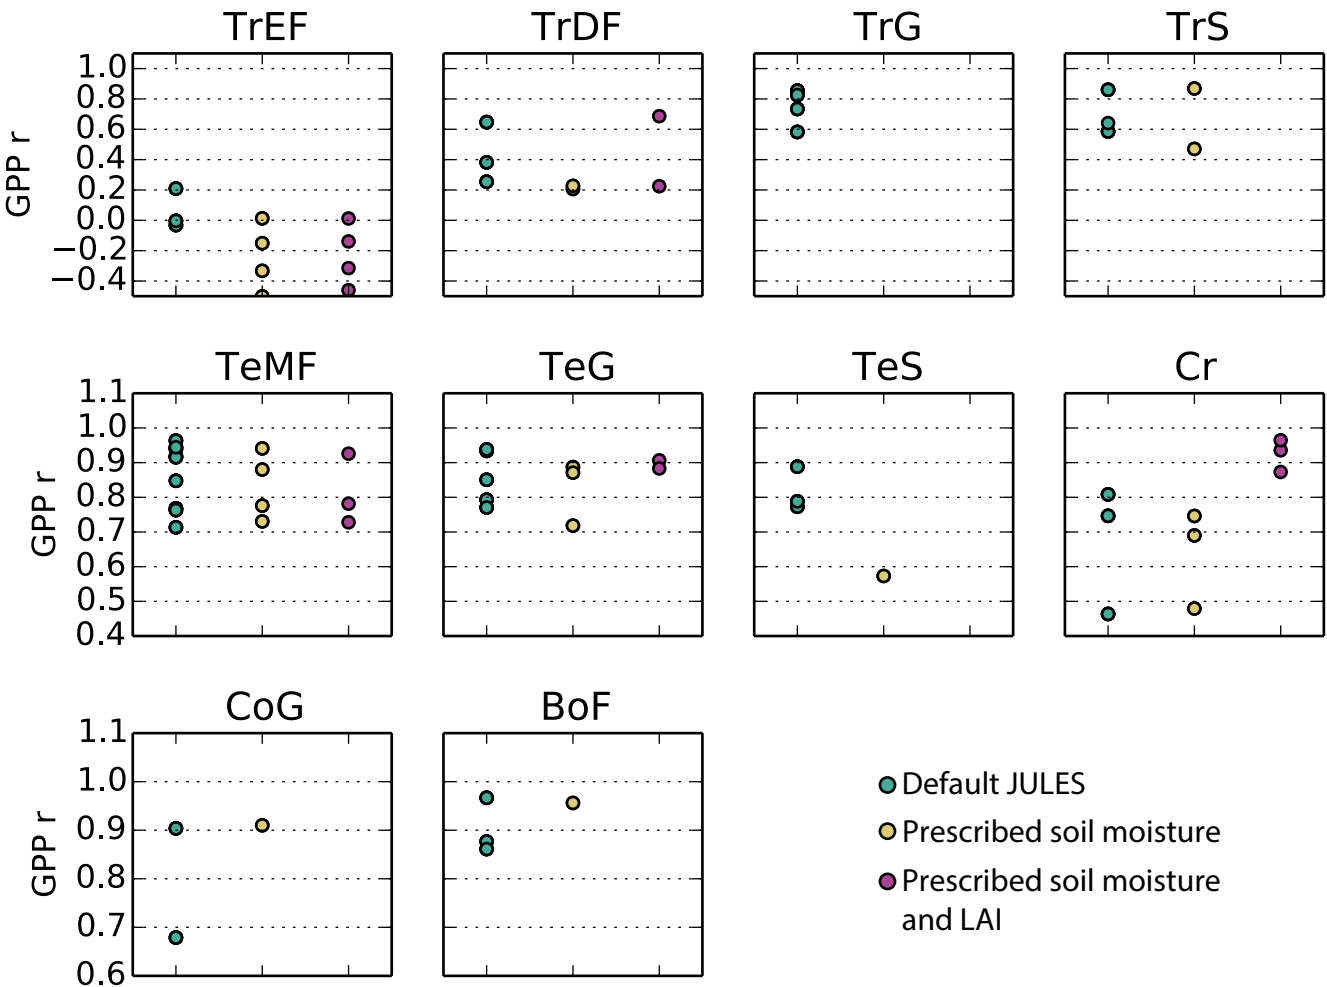 TrEF TrDF TrG TrS
GPP r
1.0
0.8
0.6
0.4
0.2
0.0
−0.2
−0.4
TeMF TeG TeS Cr
GPP r
1.1
1.0
0.9
0.8
0.7
0.6
0.5
0.4
CoG BoF
GPP r
1.1
1.0
0.9
0.8
0.7
0.6
Default JULES
Prescribed soil moisture
Prescribed soil moisture
and LAI